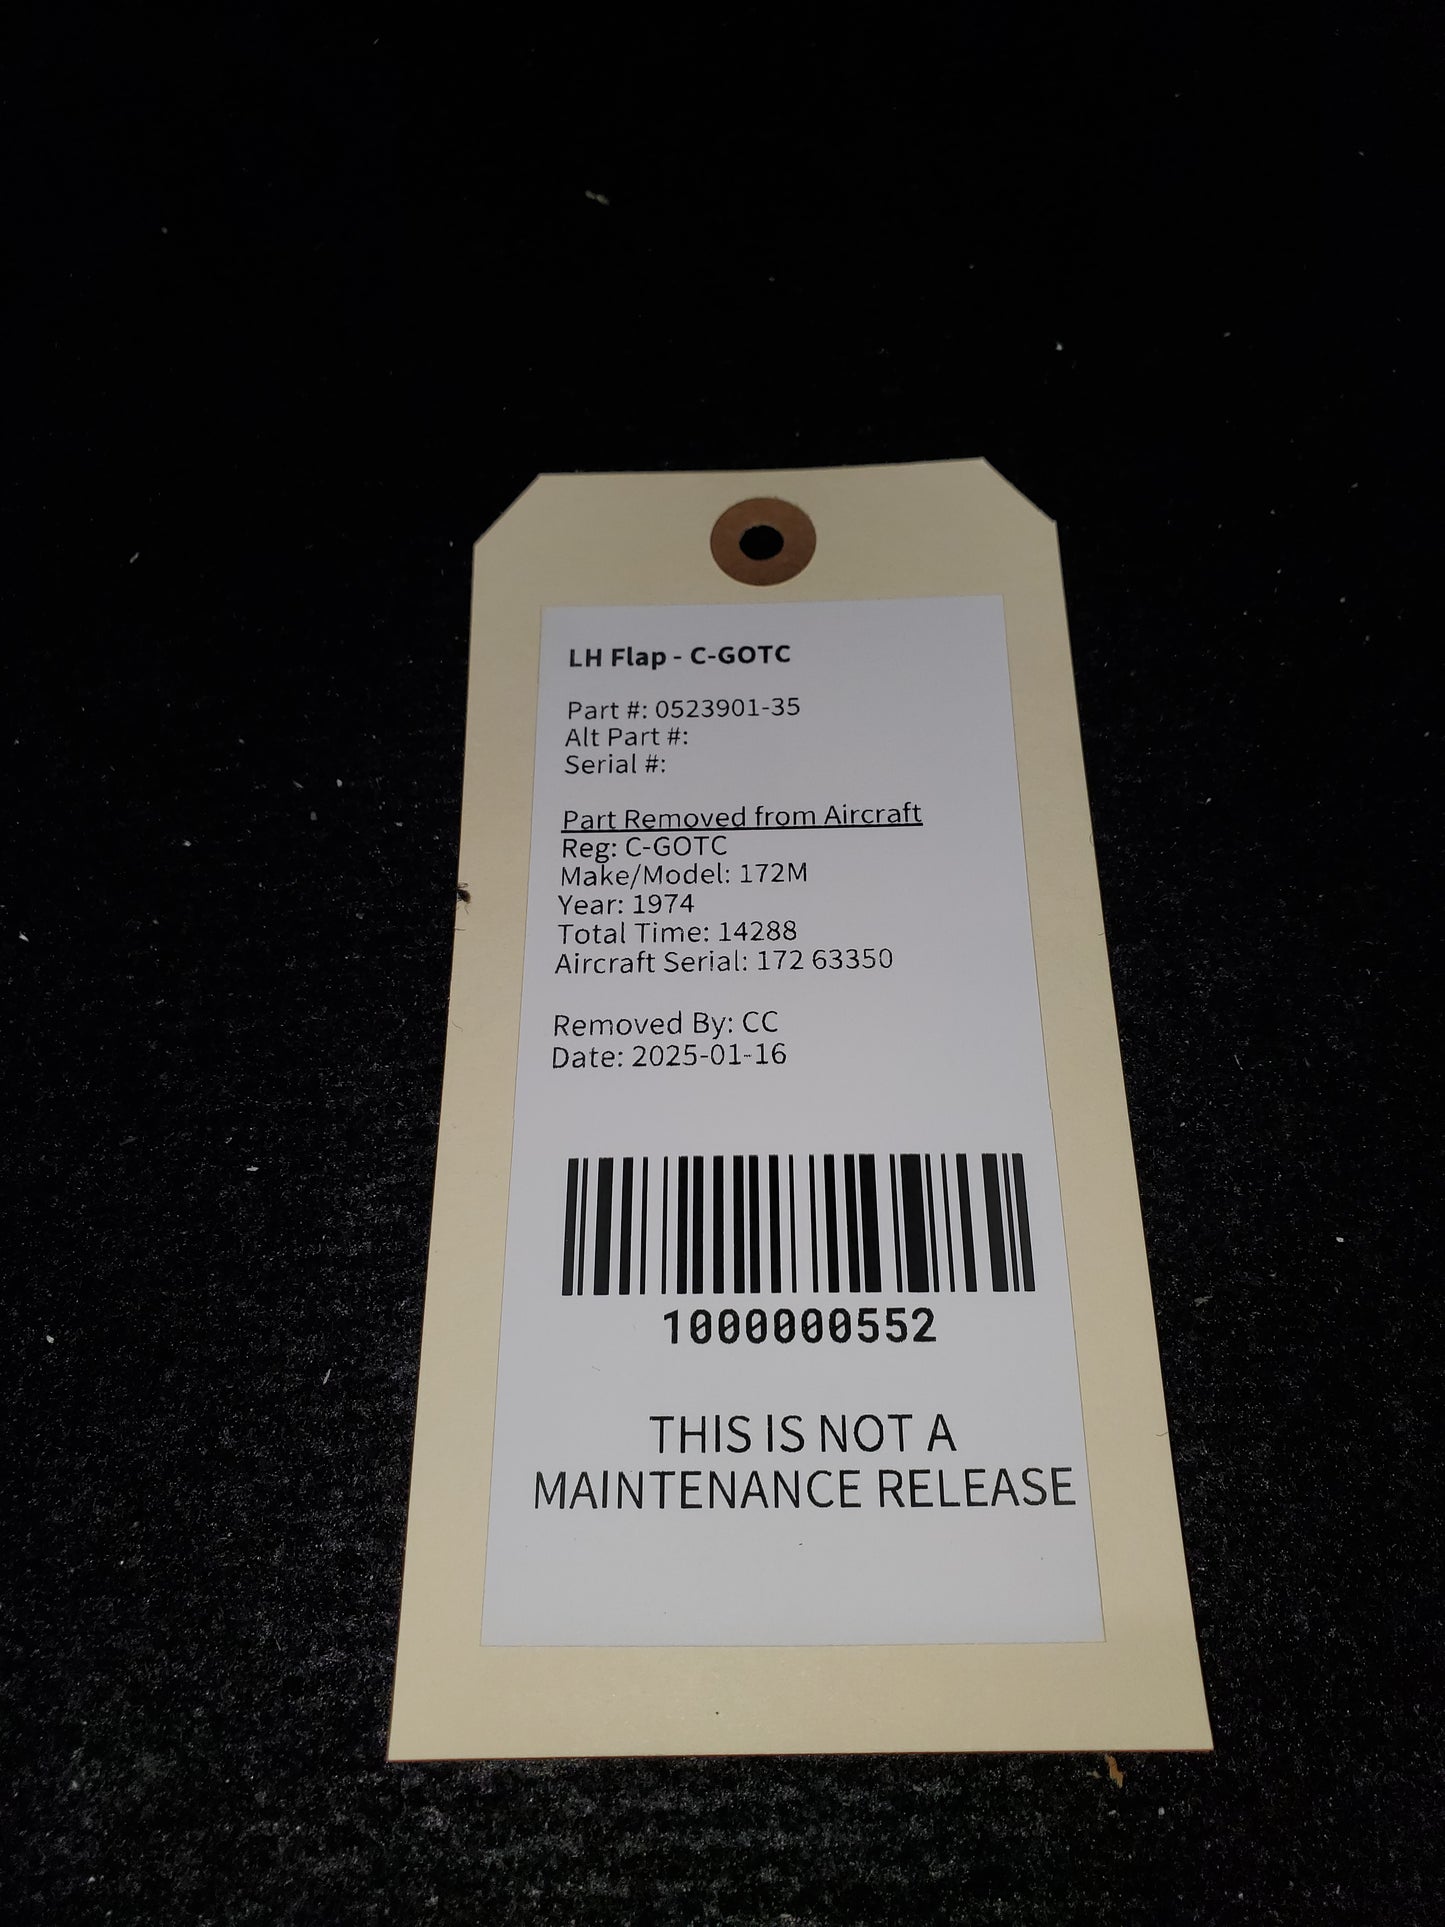 LH Flap - C-GOTC
Part #: 0523901-35
Alt Part #:
Serial #:
Part Removed from Aircraft
Reg: C-GOTC
Make/Model: 172M
Year: 1974
Total Time: 14288
Aircraft Serial: 172 63350
Removed By: CC
Date: 2025-01-16
1000000552
THIS IS NOT A
MAINTENANCE RELEASE